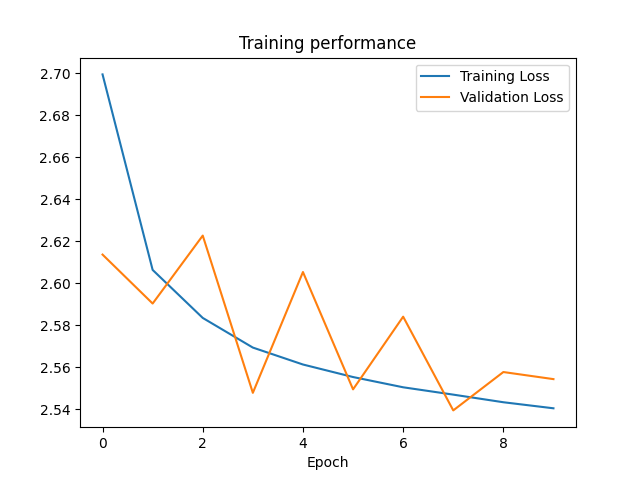 Training performance
Training Loss
Validation Loss
2.70
2.68
2.66
2.64
2.62
2.60
2.58
2.56
2.54
0 2 4 6 8
Epoch